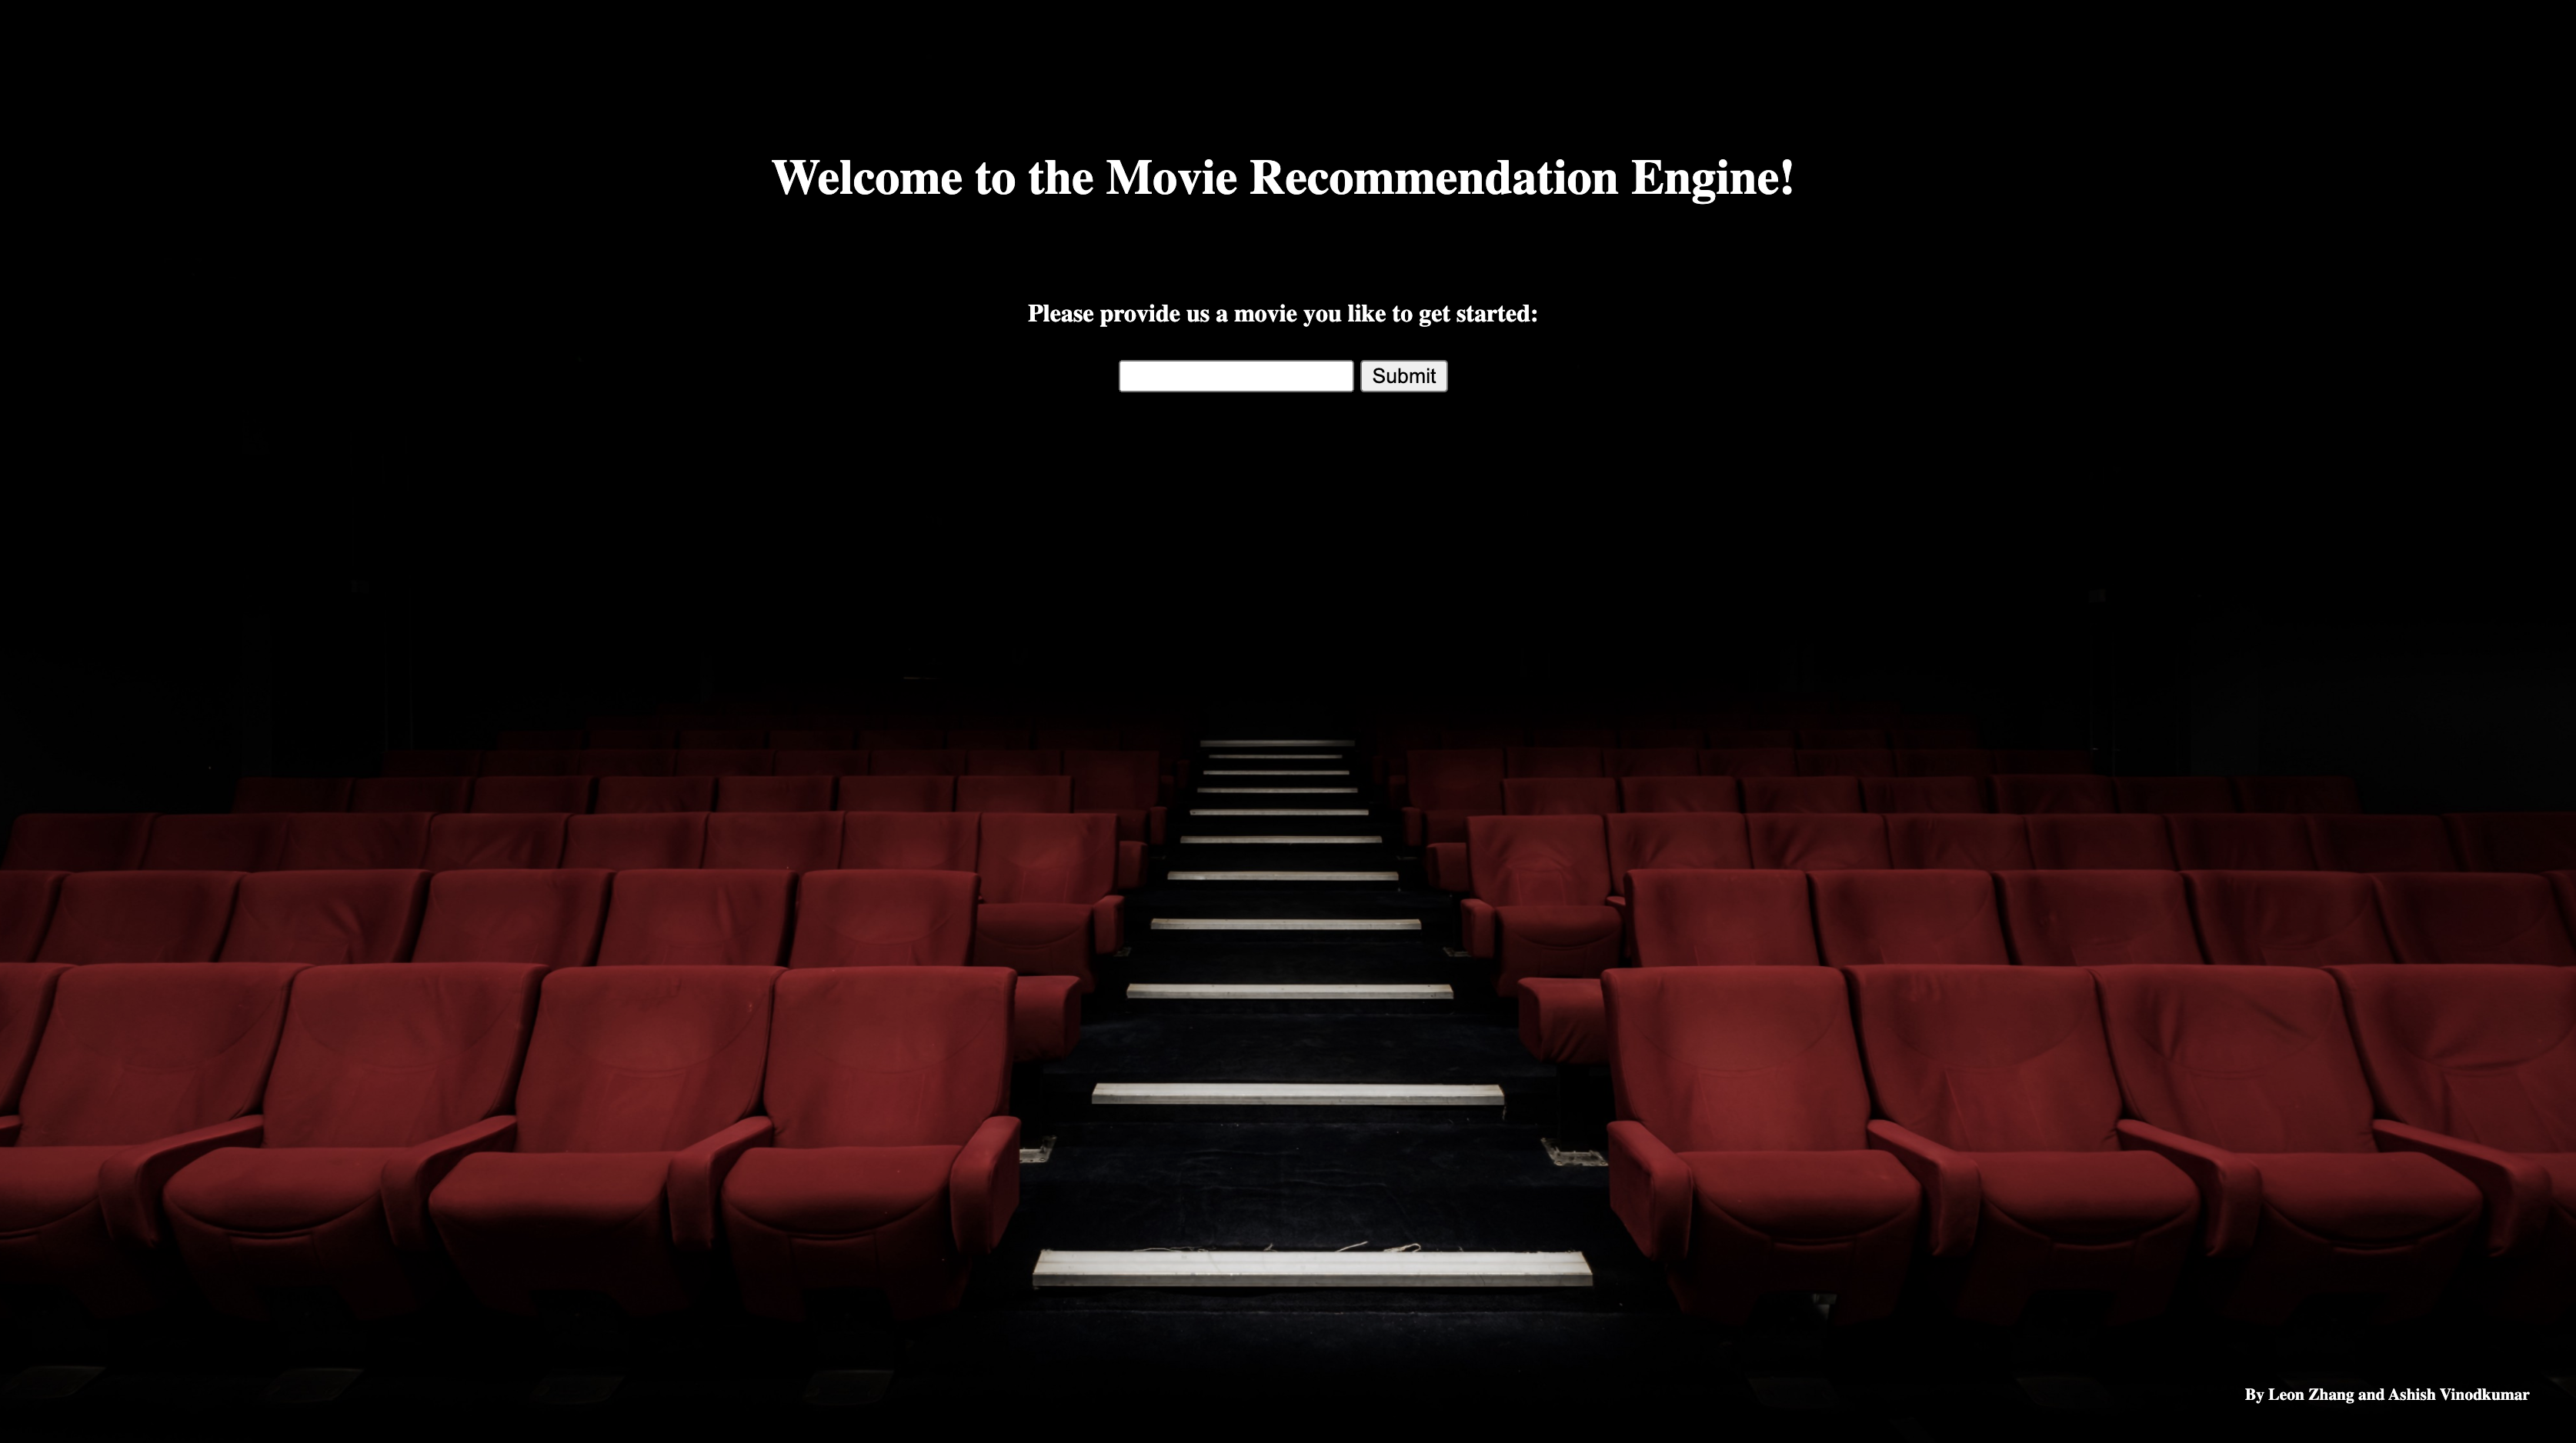 Welcome to the Movie Recommendation Engine!
Please provide us a movie you like to get started:
Submit
By Leon Zhang and Ashish Vinodkumar